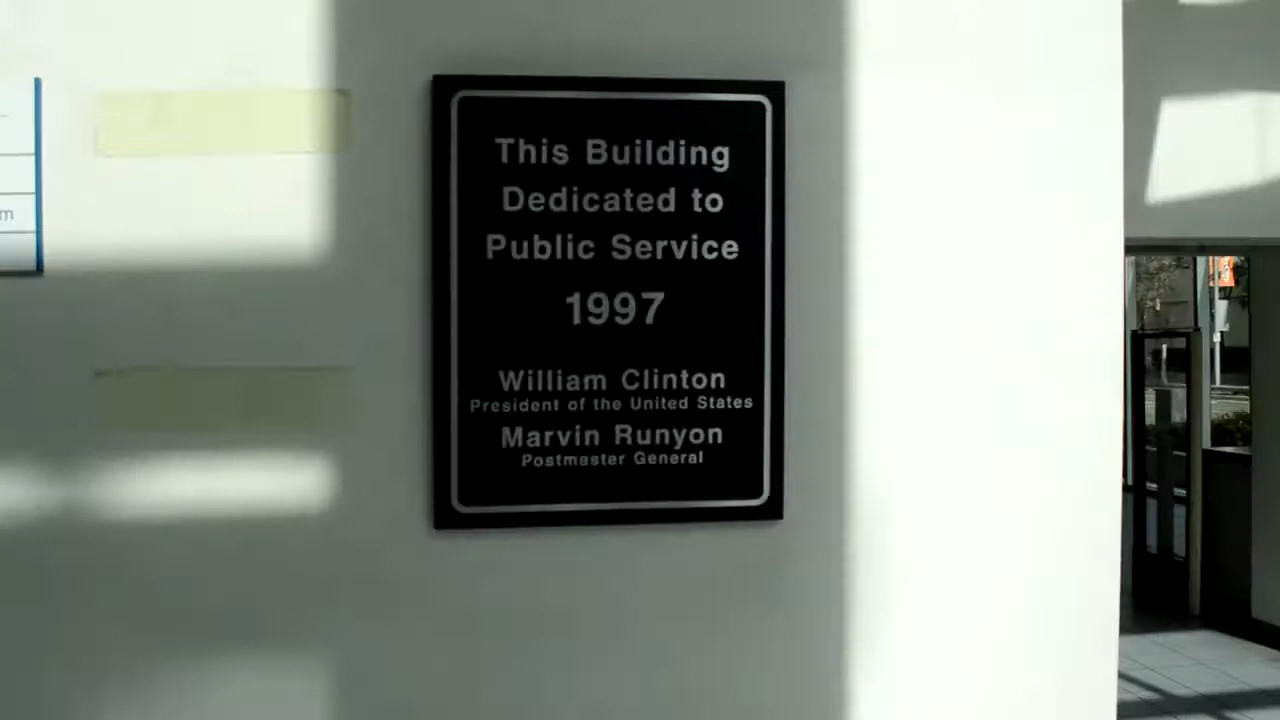 This Building
Dedicated to
Public Service
1997
William Clinton
President of the United States
Marvin Runyon
Postmaster General
m